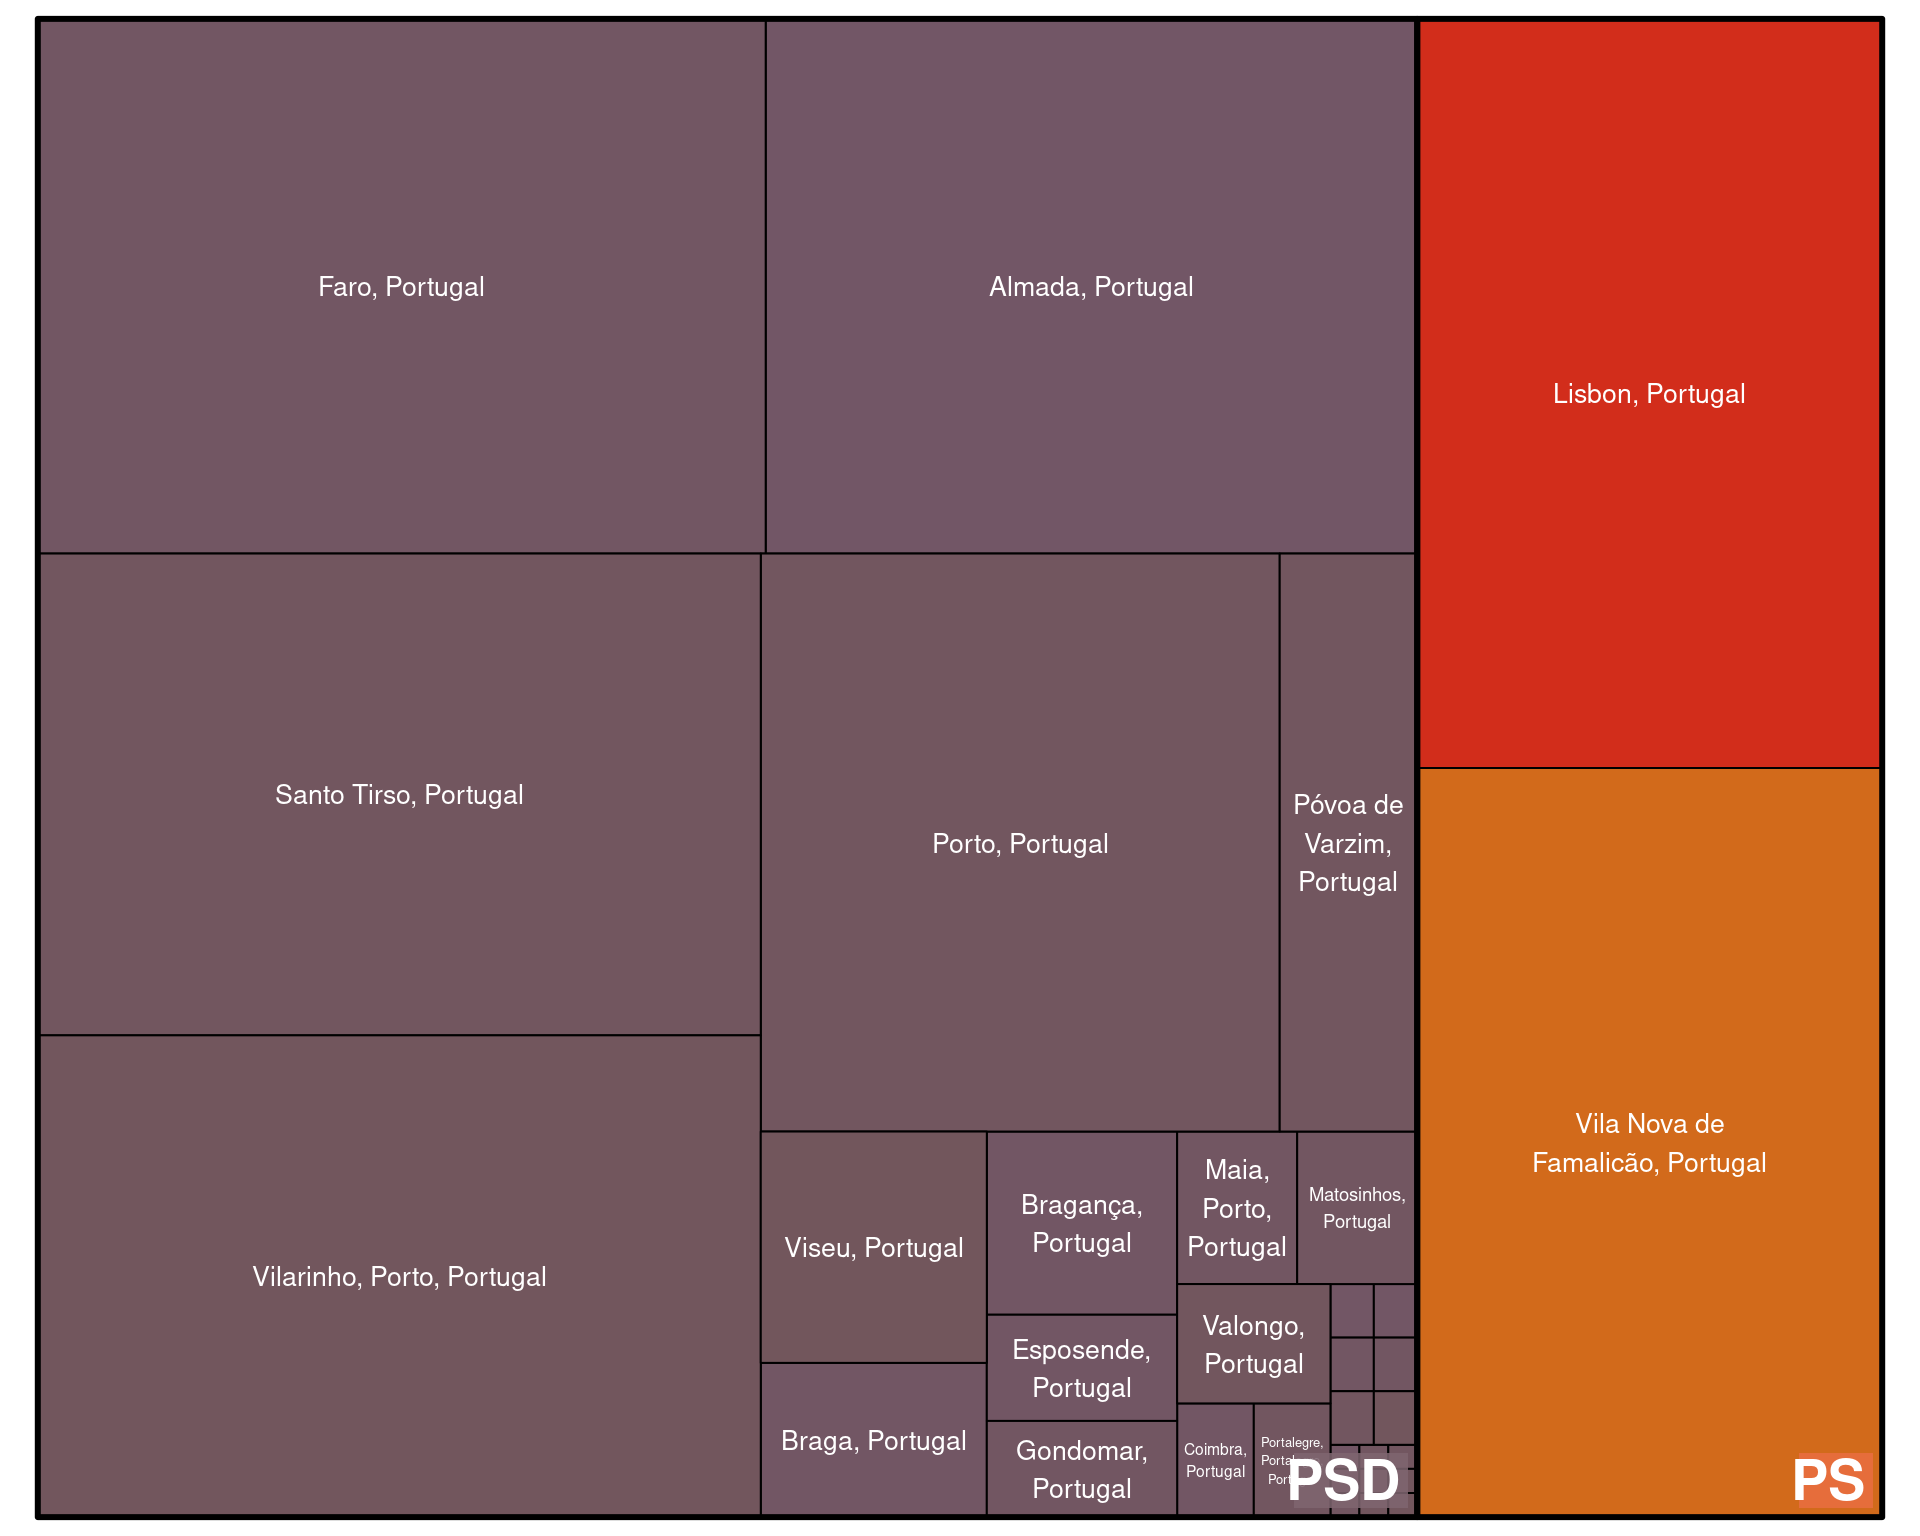 Faro, Portugal
Almada, Portugal
Lisbon, Portugal
Santo Tirso, Portugal
Porto, Portugal
Póvoa de
Varzim,
Portugal
Vila Nova de
Famalicão, Portugal
Vilarinho, Porto, Portugal
Viseu, Portugal
Bragança,
Portugal
Maia,
Porto,
Portugal
Matosinhos,
Portugal
Esposende,
Portugal
Valongo,
Portugal
Braga, Portugal
Gondomar,
Portugal
Coimbra,
Portugal
Portalegre,
PSD
PS